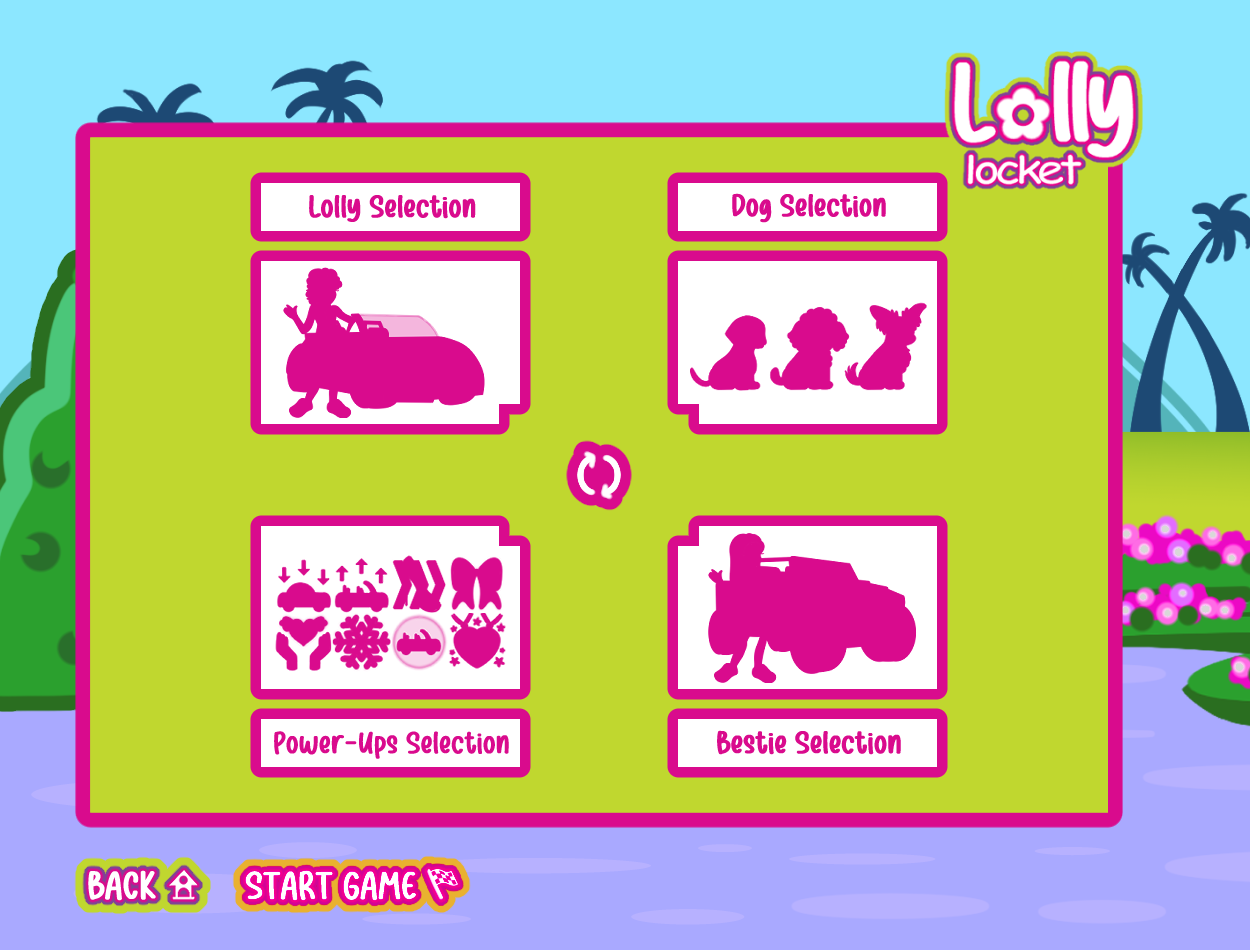 Lolly
locket
Lolly Selection
Dog Selection
Power-Ups Selection
Bestie Selection
BACK
START GAME